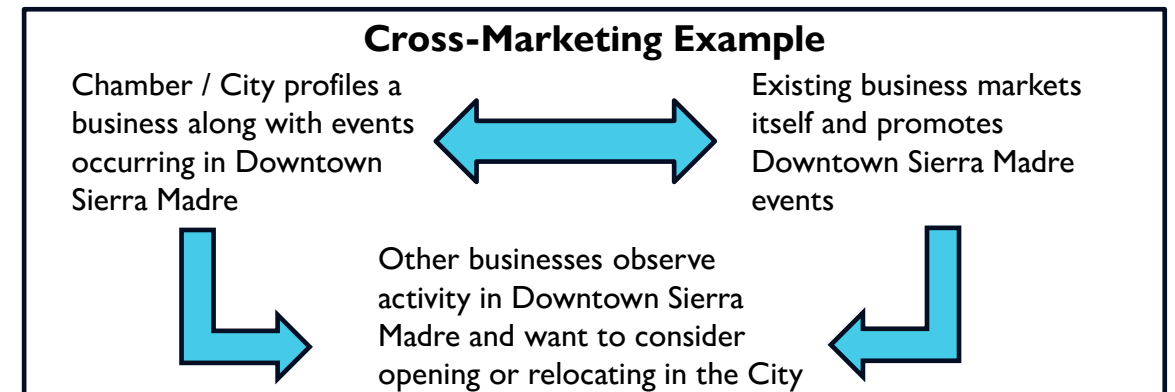 Cross-Marketing Example
Chamber / City profiles a
business along with events
occurring in Downtown
Sierra Madre
Existing business markets
itself and promotes
Downtown Sierra Madre
events
Other businesses observe
activity in Downtown Sierra
Madre and want to consider
opening or relocating in the City